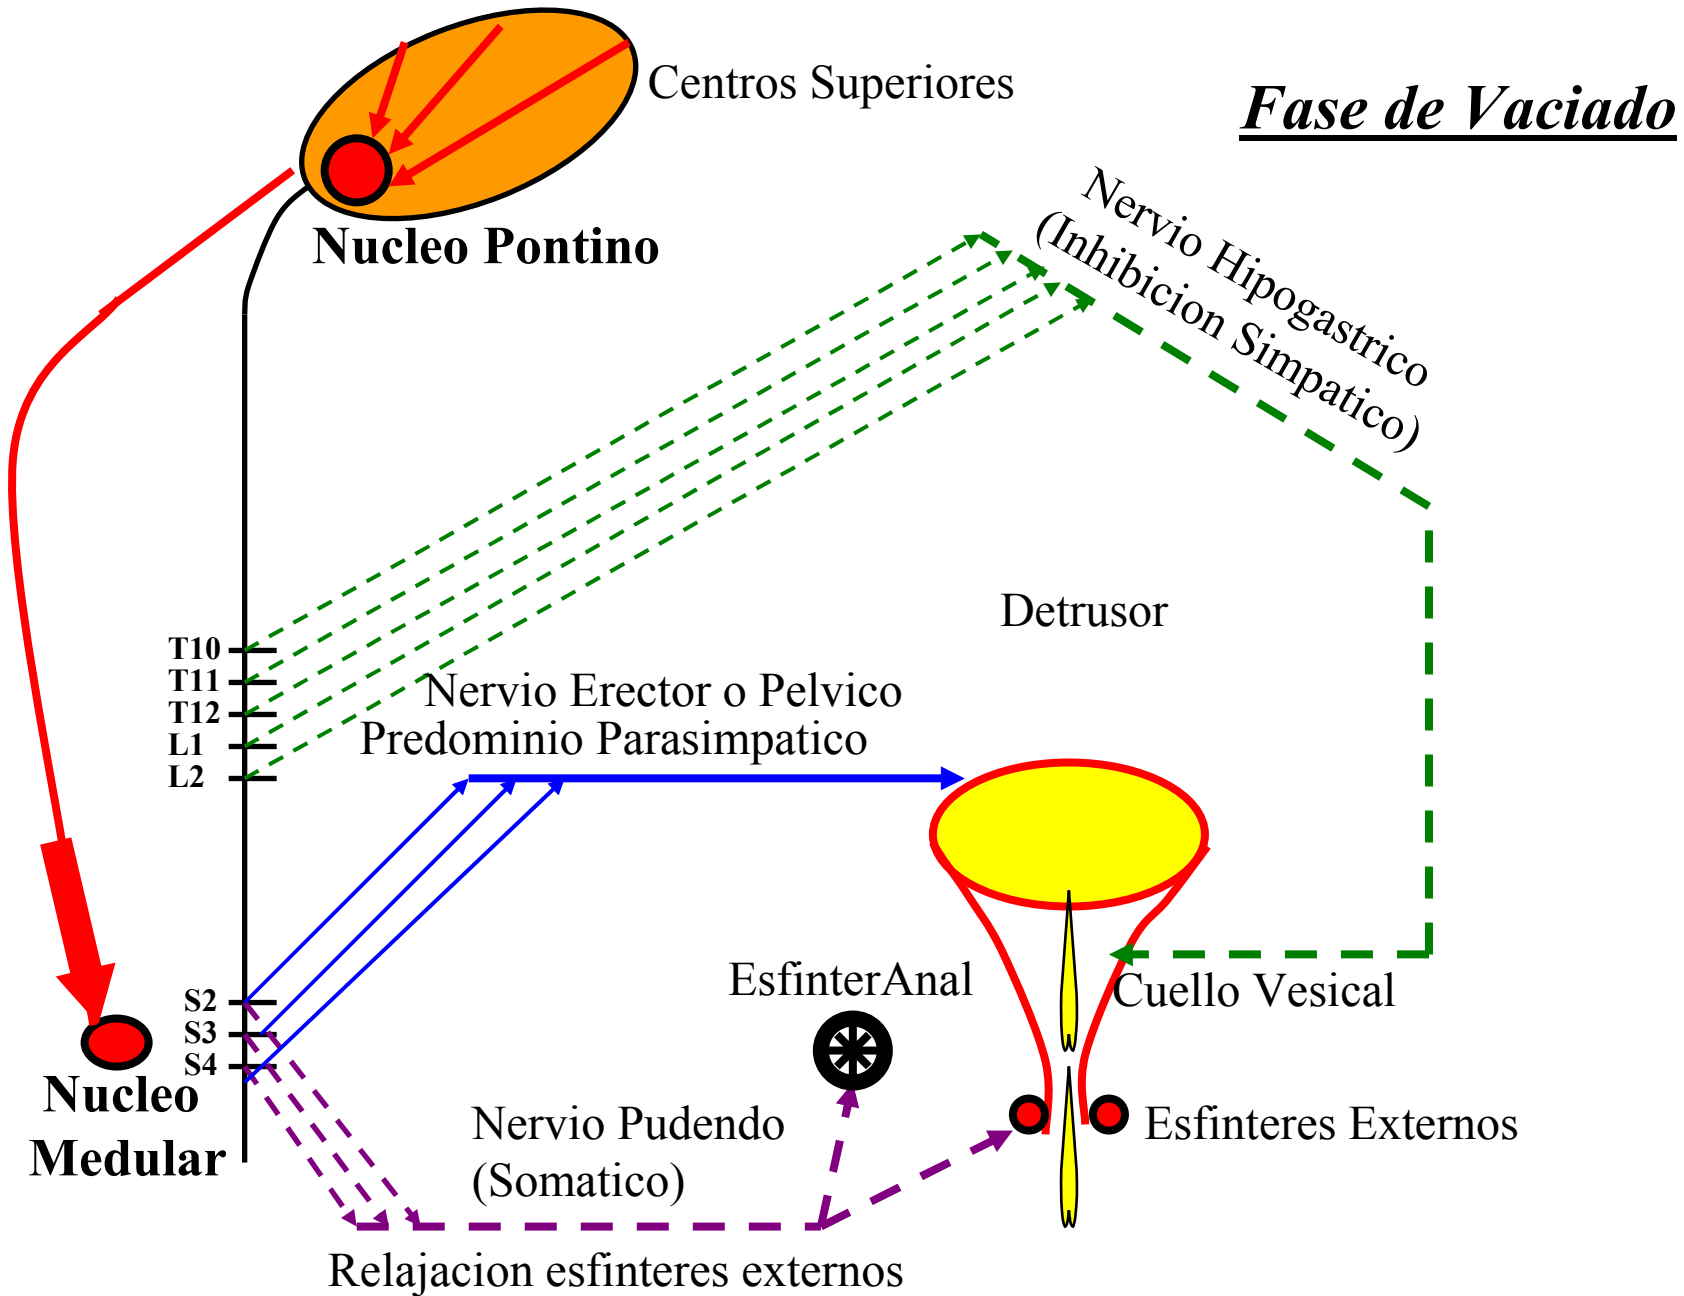 Centros Superiores
Fase de Vaciado
Nucleo Pontino
Nervio Hipogastrico
(Inhibicion Simpatico)
Detrusor
T10
T11
T12
L1
L2
Nervio Erector o Pelvico
Predominio Parasimpatico
EsfinterAnal
Cuello Vesical
S2
S3
S4
Nucleo
Medular
Nervio Pudendo
(Somatico)
Esfinteres Externos
Relajacion esfinteres externos